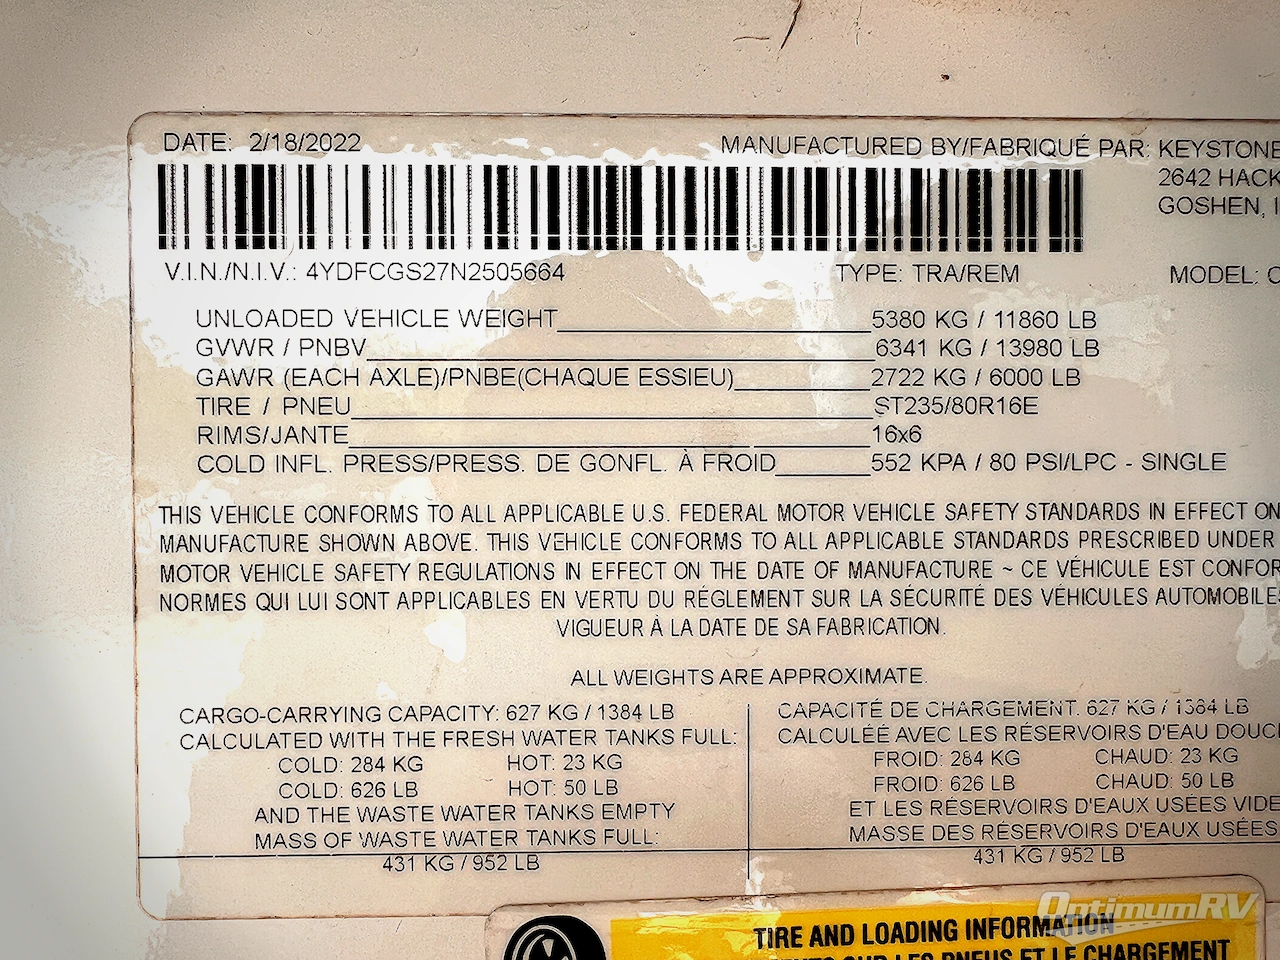 DATE: 2/18/2022
MANUFACTURED BY/FABRIQUÉ PAR: KEYSTONE
2642 HACK
GOSHEN, I
V.I.N./N.I.V.: 4YDFCGS27N2505664 TYPE: TRA/REM MODEL: C
UNLOADED VEHICLE WEIGHT 5380 KG / 11860 LB
GVWR / PNBV 6341 KG / 13980 LB
GAWR (EACH AXLE)/PNBE(CHAQUE ESSIEU) 2722 KG / 6000 LB
TIRE / PNEU ST235/80R16E
RIMS/JANTE 16x6
COLD INFL. PRESS/PRESS. DE GONFL. À FROID 552 KPA / 80 PSI/LPC - SINGLE
THIS VEHICLE CONFORMS TO ALL APPLICABLE U.S. FEDERAL MOTOR VEHICLE SAFETY STANDARDS IN EFFECT ON
MANUFACTURE SHOWN ABOVE. THIS VEHICLE CONFORMS TO ALL APPLICABLE STANDARDS PRESCRIBED UNDER
MOTOR VEHICLE SAFETY REGULATIONS IN EFFECT ON THE DATE OF MANUFACTURE ~ CE VÉHICULE EST CONFOR
NORMES QUI LUI SONT APPLICABLES EN VERTU DU RÉGLEMENT SUR LA SÉCURITÉ DES VÉHICULES AUTOMOBILES
VIGUEUR À LA DATE DE SA FABRICATION.
ALL WEIGHTS ARE APPROXIMATE.
CARGO-CARRYING CAPACITY: 627 KG / 1384 LB
CALCULATED WITH THE FRESH WATER TANKS FULL:
COLD: 284 KG HOT: 23 KG
COLD: 626 LB HOT: 50 LB
AND THE WASTE WATER TANKS EMPTY
MASS OF WASTE WATER TANKS FULL:
431 KG / 952 LB
CAPACITÉ DE CHARGEMENT: 627 KG / 1384 LB
CALCULÉE AVEC LES RÉSERVOIRS D'EAU DOUC
FROID: 284 KG CHAUD: 23 KG
FROID: 626 LB CHAUD: 50 LB
ET LES RÉSERVOIRS D'EAUX USÉES VIDE
MASSE DES RÉSERVOIRS D'EAUX USÉES
431 KG / 952 LB
TIRE AND LOADING INFORMATION
SUR LES PNEUS ET LE CHARGEMENT
OptimumRV